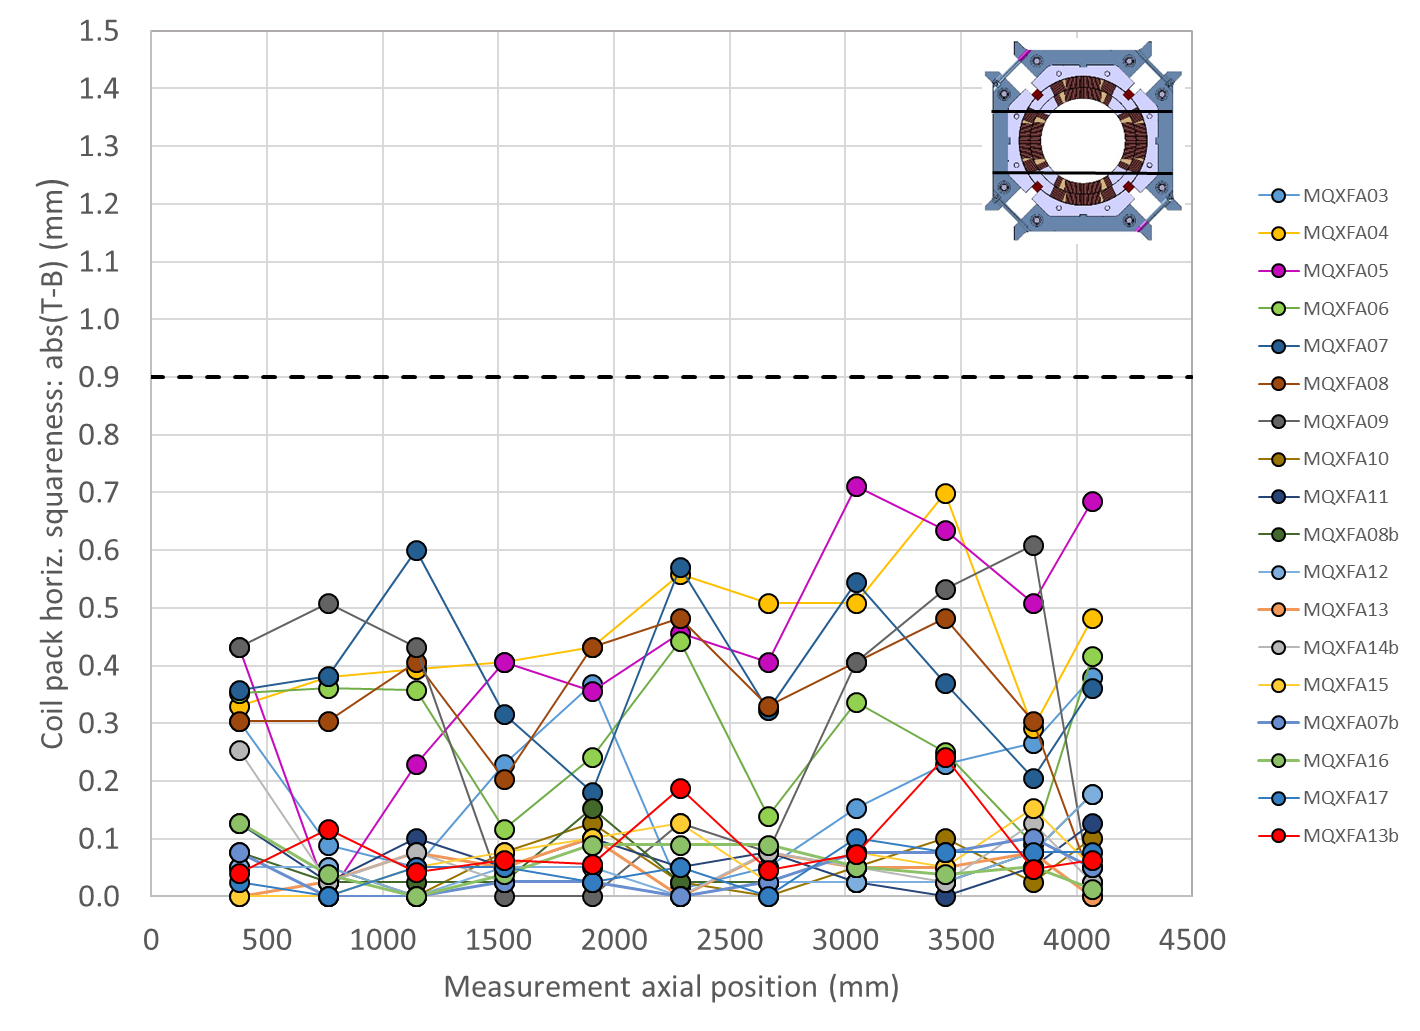 Coil pack horiz. squareness: abs(T-B) (mm)
1.5
1.4
1.3
1.2
1.1
1.0
0.9
0.8
0.7
0.6
0.5
0.4
0.3
0.2
0.1
0.0
0 500 1000 1500 2000 2500 3000 3500 4000 4500
Measurement axial position (mm)
MQXFA03
MQXFA04
MQXFA05
MQXFA06
MQXFA07
MQXFA08
MQXFA09
MQXFA10
MQXFA11
MQXFA08b
MQXFA12
MQXFA13
MQXFA14b
MQXFA15
MQXFA07b
MQXFA16
MQXFA17
MQXFA13b